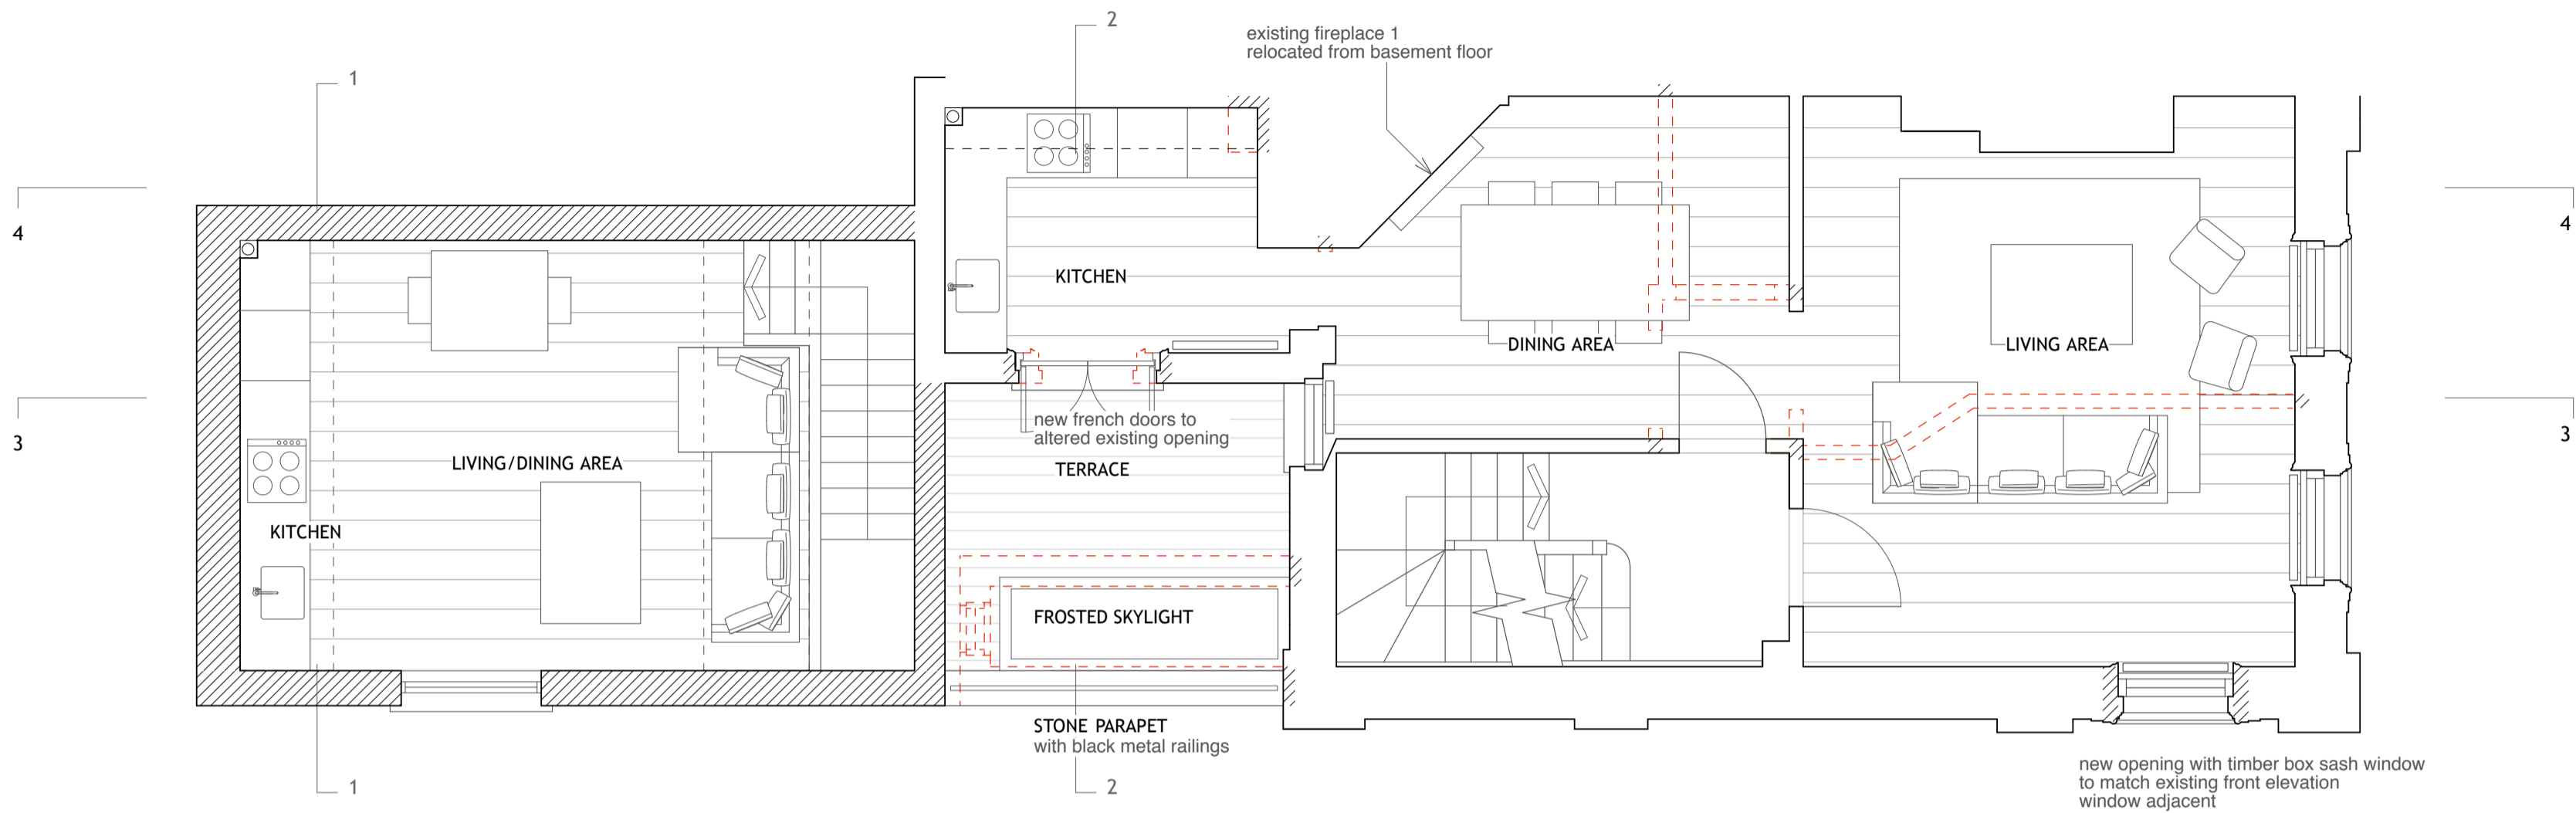 2
existing fireplace 1
relocated from basement floor
1
4
4
KITCHEN
DINING AREA
LIVING AREA
3
3
new french doors to
altered existing opening
LIVING/DINING AREA
TERRACE
KITCHEN
FROSTED SKYLIGHT
STONE PARAPET
with black metal railings
1
2
new opening with timber box sash window
to match existing front elevation
window adjacent